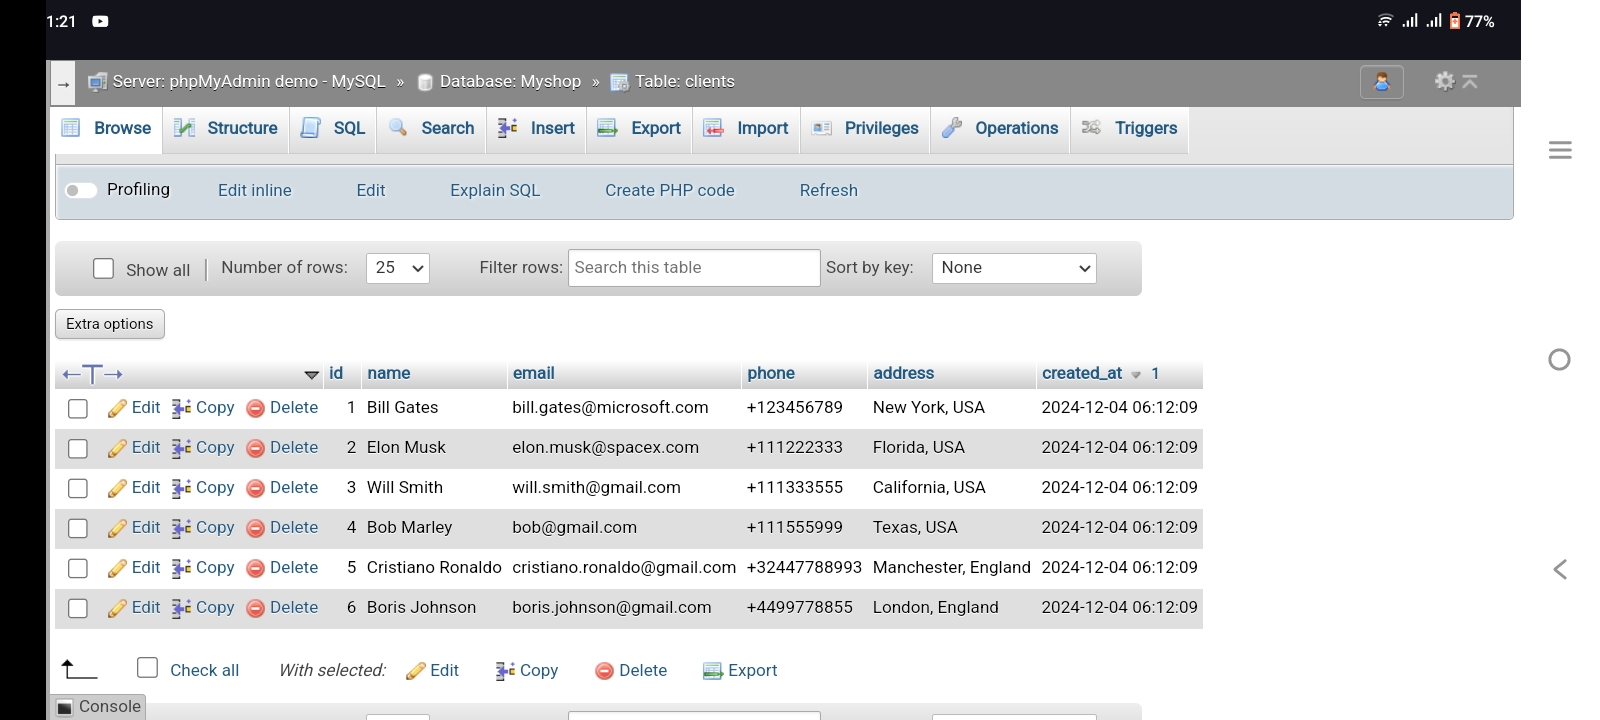 1:21 77%
→ Server: phpMyAdmin demo - MySQL » Database: Myshop » Table: clients
Browse Structure SQL Search Insert Export Import Privileges Operations Triggers
Profiling Edit inline Edit Explain SQL Create PHP code Refresh
Show all Number of rows: 25 Filter rows: Search this table Sort by key: None
Extra options
←T→ id name email phone address created_at 1
Edit Copy Delete 1 Bill Gates bill.gates@microsoft.com +123456789 New York, USA 2024-12-04 06:12:09
Edit Copy Delete 2 Elon Musk elon.musk@spacex.com +111222333 Florida, USA 2024-12-04 06:12:09
Edit Copy Delete 3 Will Smith will.smith@gmail.com +111333555 California, USA 2024-12-04 06:12:09
Edit Copy Delete 4 Bob Marley bob@gmail.com +111555999 Texas, USA 2024-12-04 06:12:09
Edit Copy Delete 5 Cristiano Ronaldo cristiano.ronaldo@gmail.com +32447788993 Manchester, England 2024-12-04 06:12:09
Edit Copy Delete 6 Boris Johnson boris.johnson@gmail.com +4499778855 London, England 2024-12-04 06:12:09
Check all With selected: Edit Copy Delete Export
Console